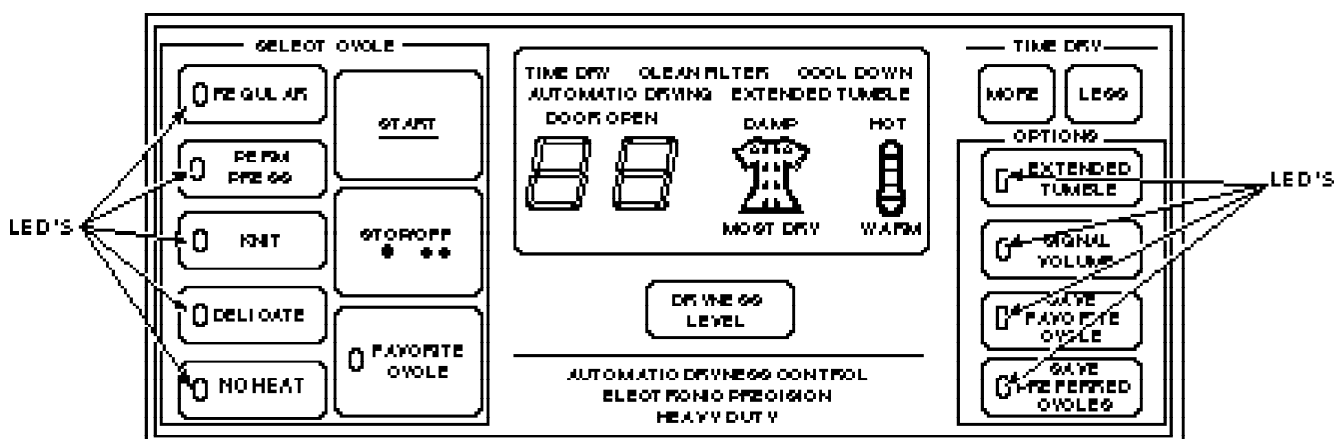 SELECT CYCLE
REGULAR
PERM
PRESS
KNIT
DELICATE
NO HEAT
LED'S
START
STOP/OFF
FAVORITE
CYCLE
TIME DRY CLEAN FILTER COOL DOWN
AUTOMATIC DRYING EXTENDED TUMBLE
DOOR OPEN DAMP HOT
88
MOST DRY WARM
DRYNESS
LEVEL
AUTOMATIC DRYNESS CONTROL
ELECTRONIC PRECISION
HEAVY DUTY
TIME DRY
MORE LESS
OPTIONS
EXTENDED
TUMBLE
SIGNAL
VOLUME
SAVE
FAVORITE
CYCLE
SAVE
PREFERRED
CYCLES
LED'S